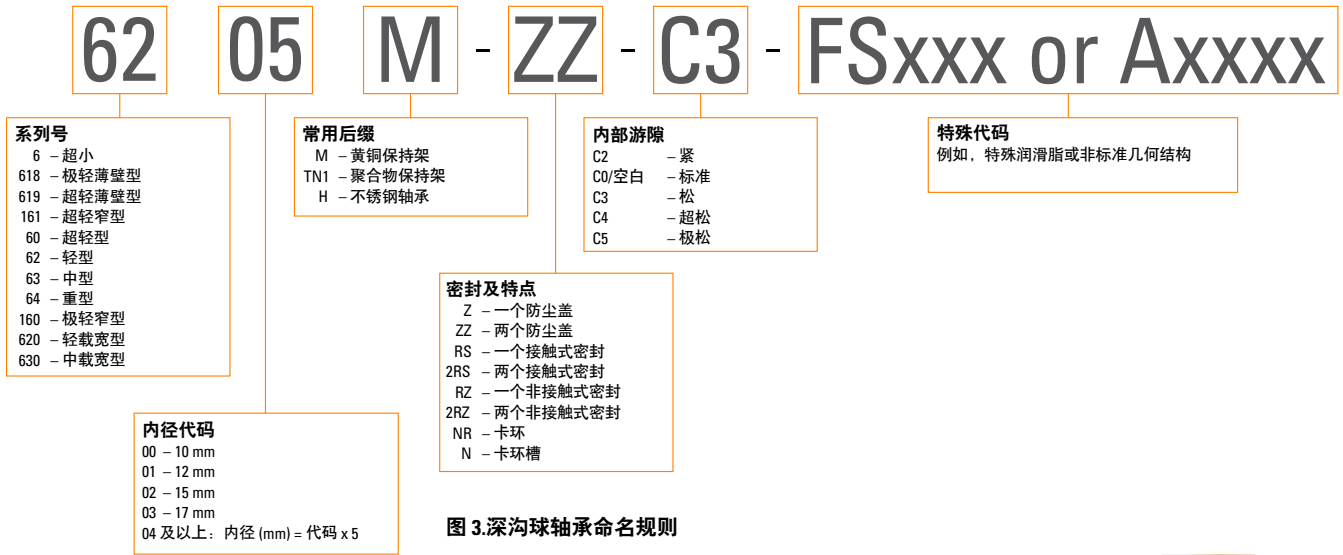 62 05 M - ZZ - C3 - FSxxx or Axxxx
系列号
6 – 超小
618 – 极轻薄壁型
619 – 超轻薄壁型
161 – 超轻窄型
60 – 超轻型
62 – 轻型
63 – 中型
64 – 重型
160 – 极轻窄型
620 – 轻载宽型
630 – 中载宽型
内径代码
00 – 10 mm
01 – 12 mm
02 – 15 mm
03 – 17 mm
04 及以上：内径 (mm) = 代码 x 5
常用后缀
M – 黄铜保持架
TN1 – 聚合物保持架
H – 不锈钢轴承
密封及特点
Z – 一个防尘盖
ZZ – 两个防尘盖
RS – 一个接触式密封
2RS – 两个接触式密封
RZ – 一个非接触式密封
2RZ – 两个非接触式密封
NR – 卡环
N – 卡环槽
内部游隙
C2 – 紧
C0/空白 – 标准
C3 – 松
C4 – 超松
C5 – 极松
特殊代码
例如，特殊润滑脂或非标准几何结构
图 3.深沟球轴承命名规则